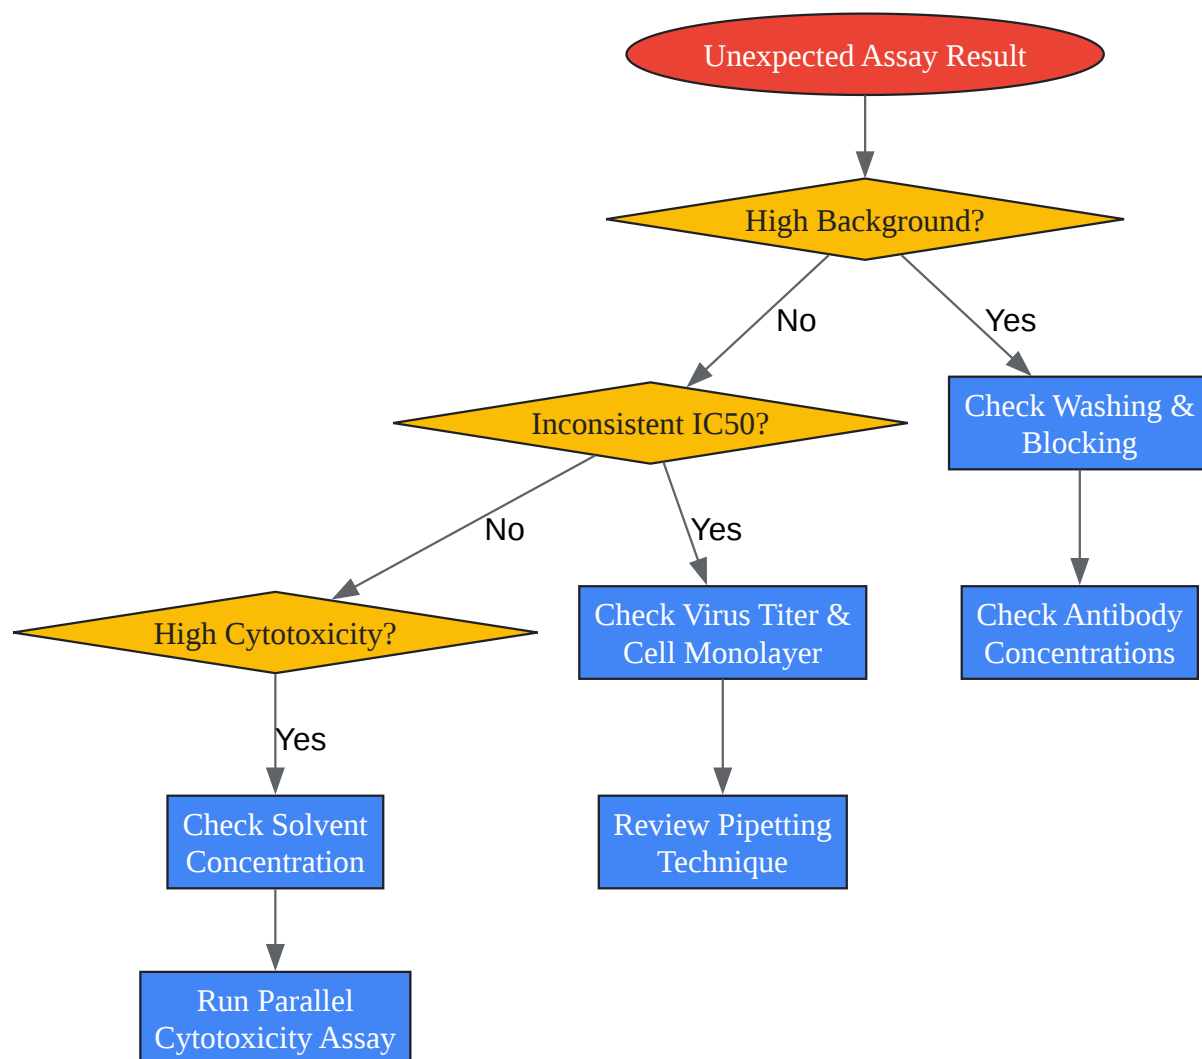 Unexpected Assay Result
High Background?
No
Yes
Inconsistent IC50?
Check Washing &
Blocking
No
Yes
High Cytotoxicity?
Check Virus Titer &
Cell Monolayer
Check Antibody
Concentrations
Yes
Check Solvent
Concentration
Review Pipetting
Technique
Run Parallel
Cytotoxicity Assay